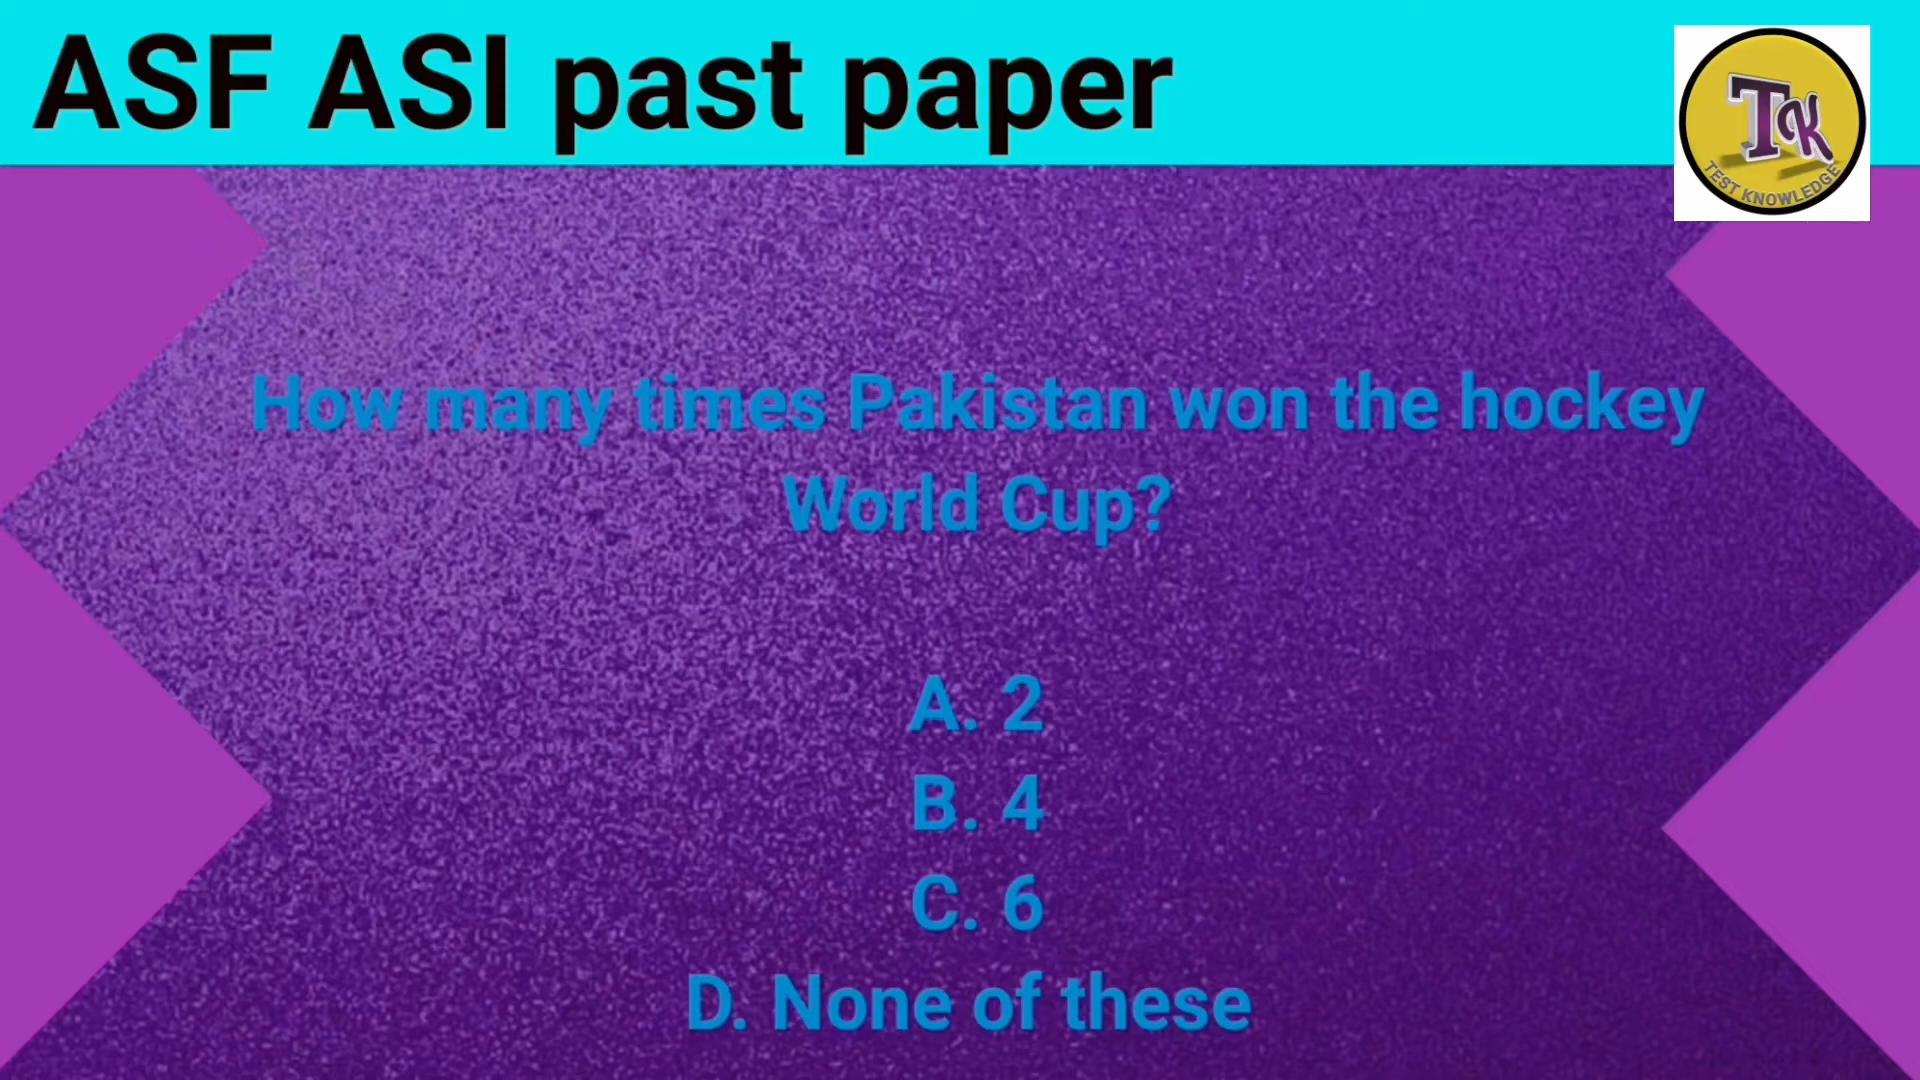 ASF ASI past paper
TCK
TEST KNOWLEDGE
How many times Pakistan won the hockey
World Cup?
A. 2
B. 4
C. 6
D. None of these